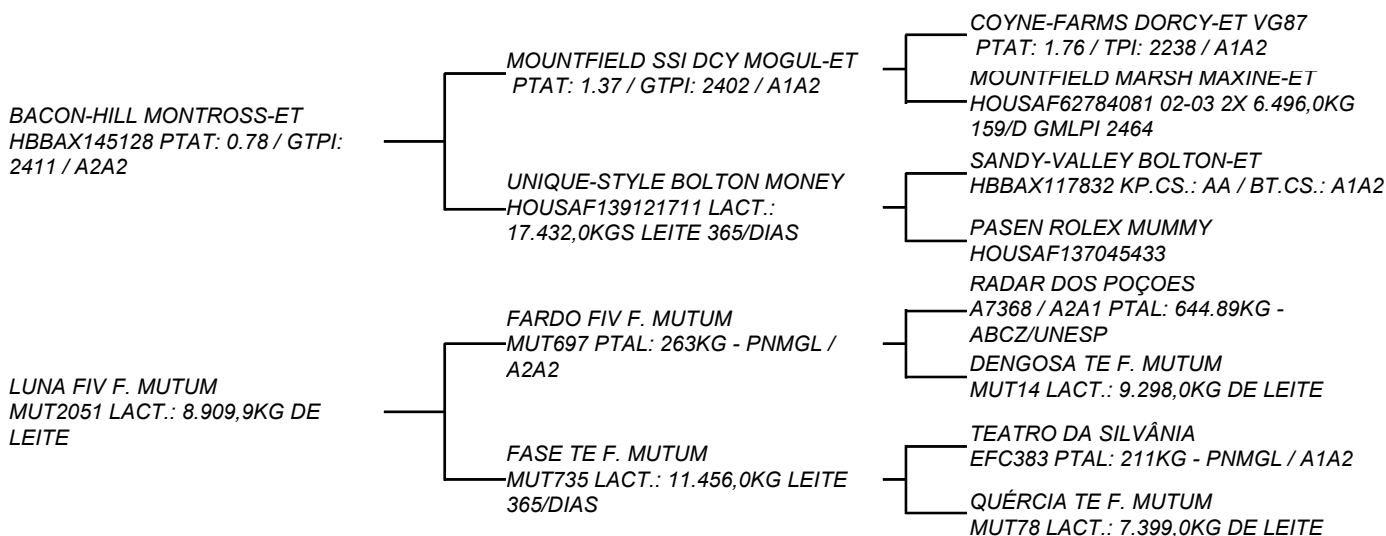 BACON-HILL MONTROSS-ET
HBBAX145128 PTAT: 0.78 / GTPI:
2411 / A2A2
MOUNTFIELD SSI DCY MOGUL-ET
PTAT: 1.37 / GTPI: 2402 / A1A2
COYNE-FARMS DORCY-ET VG87
PTAT: 1.76 / TPI: 2238 / A1A2
MOUNTFIELD MARSH MAXINE-ET
HOUSAF62784081 02-03 2X 6.496,0KG
159/D GMLPI 2464
UNIQUE-STYLE BOLTON MONEY
HOUSAF139121711 LACT.:
17.432,0KGS LEITE 365/DIAS
SANDY-VALLEY BOLTON-ET
HBBAX117832 KP.CS.: AA / BT.CS.: A1A2
PASEN ROLEX MUMMY
HOUSAF137045433
LUNA FIV F. MUTUM
MUT2051 LACT.: 8.909,9KG DE
LEITE
FARDO FIV F. MUTUM
MUT697 PTAL: 263KG - PNMGL /
A2A2
RADAR DOS POÇOES
A7368 / A2A1 PTAL: 644.89KG -
ABCZ/UNESP
DENGOSA TE F. MUTUM
MUT14 LACT.: 9.298,0KG DE LEITE
FASE TE F. MUTUM
MUT735 LACT.: 11.456,0KG LEITE
365/DIAS
TEATRO DA SILVÂNIA
EFC383 PTAL: 211KG - PNMGL / A1A2
QUÉRCIA TE F. MUTUM
MUT78 LACT.: 7.399,0KG DE LEITE